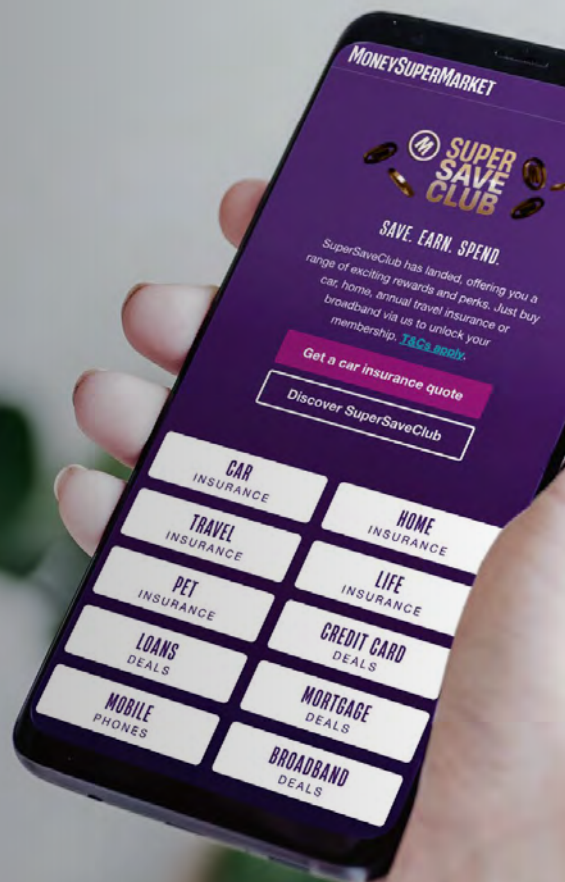 MONEYSUPERMARKET
M SUPER
SAVE
CLUB
SAVE. EARN. SPEND.
SuperSaveClub has landed, offering you a
range of exciting rewards and perks. Just buy
car, home, annual travel insurance or
broadband via us to unlock your
membership. T&Cs apply.
Get a car insurance quote
Discover SuperSaveClub
CAR
INSURANCE
HOME
INSURANCE
TRAVEL
INSURANCE
LIFE
INSURANCE
PET
INSURANCE
CREDIT CARD
DEALS
LOANS
DEALS
MORTGAGE
DEALS
MOBILE
PHONES
BROADBAND
DEALS